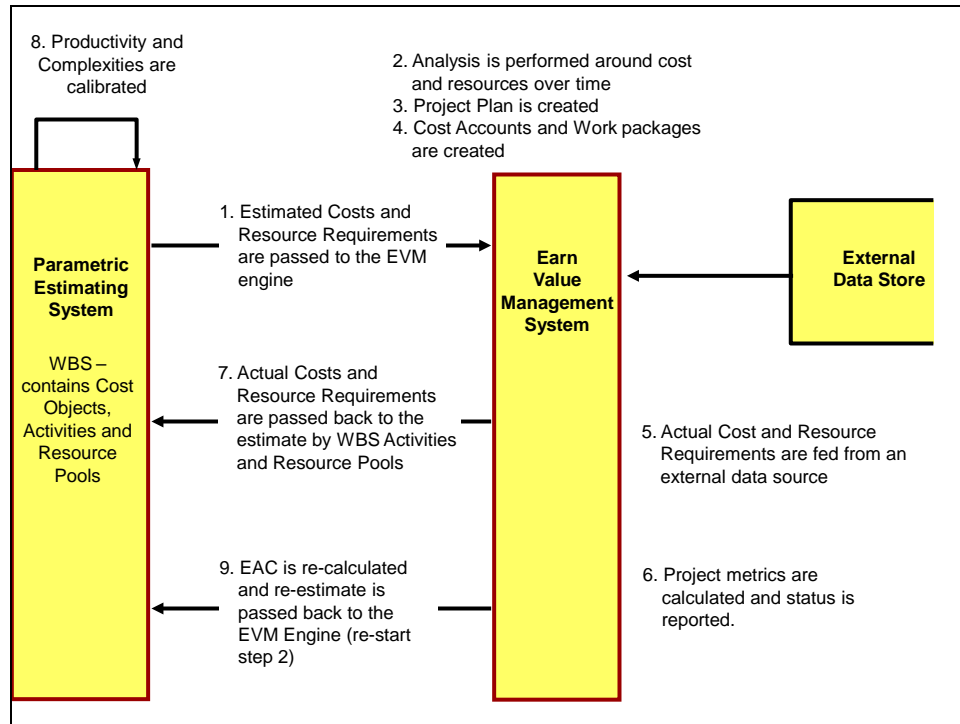 8. Productivity and
Complexities are
calibrated
2. Analysis is performed around cost
and resources over time
3. Project Plan is created
4. Cost Accounts and Work packages
are created
1. Estimated Costs and
Resource Requirements
are passed to the EVM
engine
Parametric
Estimating
System
WBS –
contains Cost
Objects,
Activities and
Resource
Pools
Earn
Value
Management
System
External
Data Store
7. Actual Costs and
Resource Requirements
are passed back to the
estimate by WBS Activities
and Resource Pools
5. Actual Cost and Resource
Requirements are fed from an
external data source
9. EAC is re-calculated
and re-estimate is
passed back to the
EVM Engine (re-start
step 2)
6. Project metrics are
calculated and status is
reported.